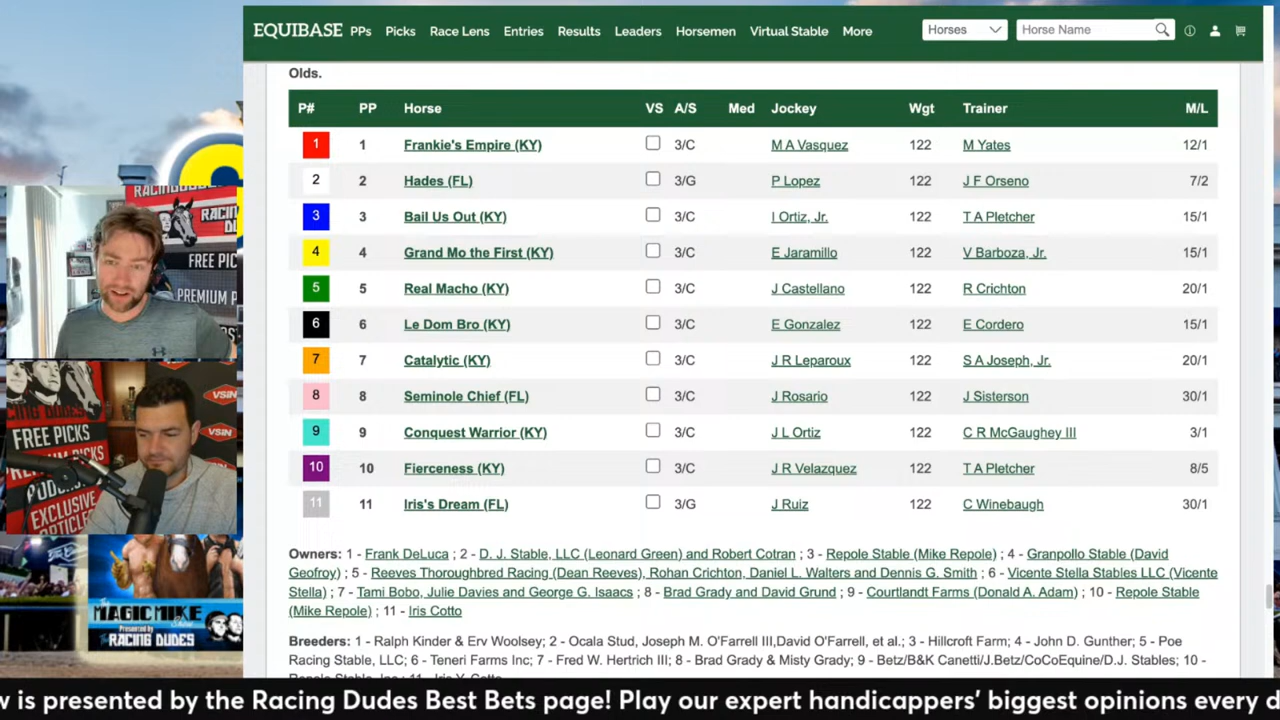 EQUIBASE PPs Picks Race Lens Entries Results Leaders Horsemen Virtual Stable More Horses Horse Name
Olds.
P# PP Horse VS A/S Med Jockey Wgt Trainer M/L
1 1 Frankie's Empire (KY) 3/C M A Vasquez 122 M Yates 12/1
2 2 Hades (FL) 3/G P Lopez 122 J F Orseno 7/2
3 3 Bail Us Out (KY) 3/C I Ortiz, Jr. 122 T A Pletcher 15/1
4 4 Grand Mo the First (KY) 3/C E Jaramillo 122 V Barboza, Jr. 15/1
5 5 Real Macho (KY) 3/C J Castellano 122 R Crichton 20/1
6 6 Le Dom Bro (KY) 3/C E Gonzalez 122 E Cordero 15/1
7 7 Catalytic (KY) 3/C J R Leparoux 122 S A Joseph, Jr. 20/1
8 8 Seminole Chief (FL) 3/C J Rosario 122 J Sisterson 30/1
9 9 Conquest Warrior (KY) 3/C J L Ortiz 122 C R McGaughey III 3/1
10 10 Fierceness (KY) 3/C J R Velazquez 122 T A Pletcher 8/5
11 11 Iris's Dream (FL) 3/G J Ruiz 122 C Winebaugh 30/1
Owners: 1 - Frank DeLuca ; 2 - D. J. Stable, LLC (Leonard Green) and Robert Cotran ; 3 - Repole Stable (Mike Repole) ; 4 - Granpollo Stable (David
Geofroy) ; 5 - Reeves Thoroughbred Racing (Dean Reeves), Rohan Crichton, Daniel L. Walters and Dennis G. Smith ; 6 - Vicente Stella Stables LLC (Vicente
Stella) ; 7 - Tami Bobo, Julie Davies and George G. Isaacs ; 8 - Brad Grady and David Grund ; 9 - Courtlandt Farms (Donald A. Adam) ; 10 - Repole Stable
(Mike Repole) ; 11 - Iris Cotto
Breeders: 1 - Ralph Kinder & Erv Woolsey; 2 - Ocala Stud, Joseph M. O'Farrell III,David O'Farrell, et al.; 3 - Hillcroft Farm; 4 - John D. Gunther; 5 - Poe
Racing Stable, LLC; 6 - Teneri Farms Inc; 7 - Fred W. Hertrich III; 8 - Brad Grady & Misty Grady; 9 - Betz/B&K Canetti/J.Betz/CoCoEquine/D.J. Stables; 10 -
RACINGDUDES
FREE PIC
PREMIUM P
RACING DUDES
FREE PICKS
EXCLUSIVE
ARTICLES
VSiN
VSiN
THE
MAGIC MIKE
SHOW
Presented by
RACING DUDES
w is presented by the Racing Dudes Best Bets page! Play our expert handicappers' biggest opinions every d